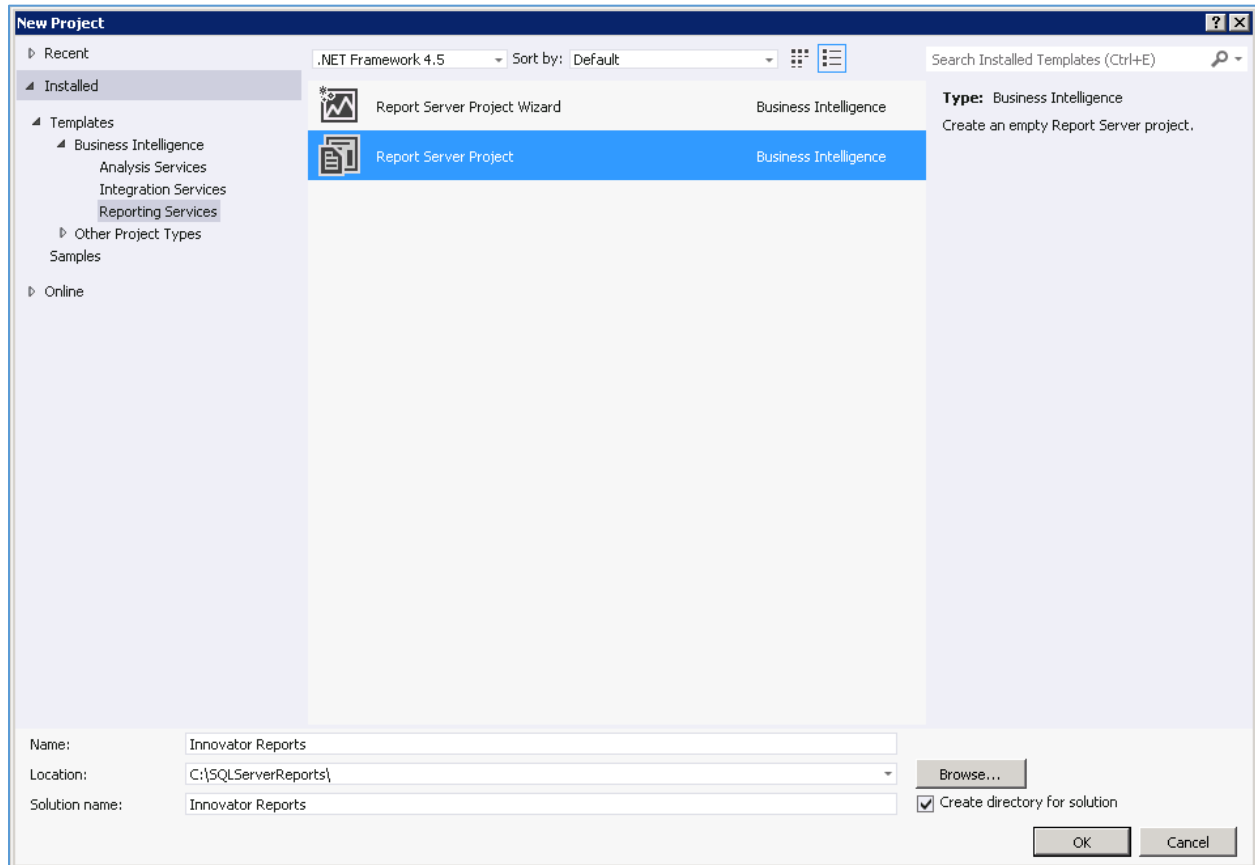 New Project
Recent
Installed
Templates
Business Intelligence
Analysis Services
Integration Services
Reporting Services
Other Project Types
Samples
Online
.NET Framework 4.5 Sort by: Default
Report Server Project Wizard Business Intelligence
Report Server Project Business Intelligence
Search Installed Templates (Ctrl+E)
Type: Business Intelligence
Create an empty Report Server project.
Name: Innovator Reports
Location: C:\SQLServerReports\ Browse...
Solution name: Innovator Reports Create directory for solution
OK Cancel